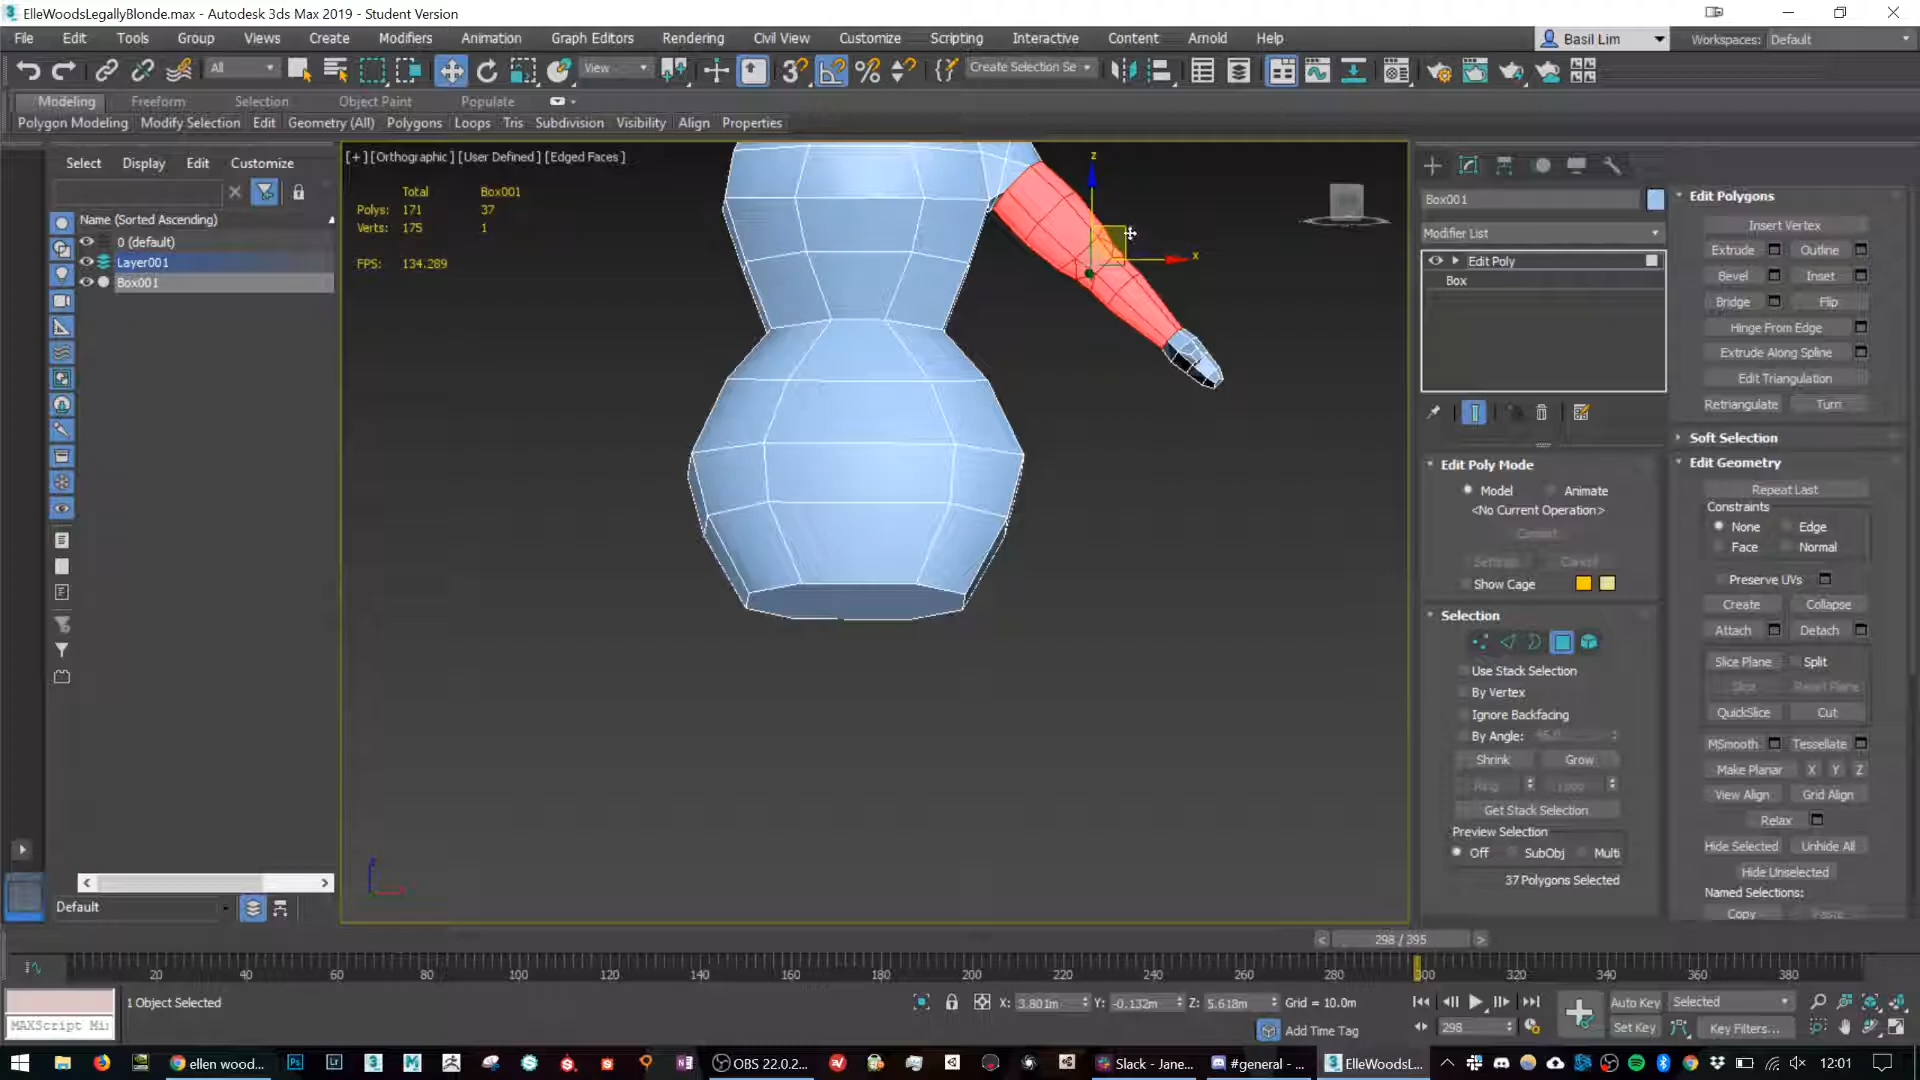 ElleWoodsLegallyBlonde.max - Autodesk 3ds Max 2019 - Student Version
File Edit Tools Group Views Create Modifiers Animation Graph Editors Rendering Civil View Customize Scripting Interactive Content Arnold Help
Basil Lim
Workspaces: Default
All
View
Create Selection Se
Modeling Freeform Selection Object Paint Populate
Polygon Modeling Modify Selection Edit Geometry (All) Polygons Loops Tris Subdivision Visibility Align Properties
Select Display Edit Customize
Name (Sorted Ascending)
0 (default)
Layer001
Box001
Default
[+] [Orthographic] [User Defined] [Edged Faces]
Total Box001
Polys: 171 37
Verts: 175 1
FPS: 134.289
z
x
Box001
Modifier List
Edit Poly
Box
Edit Poly Mode
Model Animate
<No Current Operation>
Commit
Settings Cancel
Show Cage
Selection
Use Stack Selection
By Vertex
Ignore Backfacing
By Angle:
Shrink Grow
Ring Loop
Get Stack Selection
Preview Selection
Off SubObj Multi
37 Polygons Selected
Edit Polygons
Insert Vertex
Extrude Outline
Bevel Inset
Bridge Flip
Hinge From Edge
Extrude Along Spline
Edit Triangulation
Retriangulate Turn
Soft Selection
Edit Geometry
Repeat Last
Constraints
None Edge
Face Normal
Preserve UVs
Create Collapse
Attach Detach
Slice Plane Split
Slice Reset Plane
QuickSlice Cut
MSmooth Tessellate
Make Planar X Y Z
View Align Grid Align
Relax
Hide Selected Unhide All
Hide Unselected
Named Selections:
Copy Paste
< 298 / 395 >
20 40 60 80 100 120 140 160 180 200 220 240 260 280 300 320 340 360 380
1 Object Selected
MAXScript Mi
X: 3.801m Y: -0.132m Z: 5.618m Grid = 10.0m
Add Time Tag
298
Auto Key Selected
Set Key Key Filters...
ellen wood...
OBS 22.0.2...
Slack - Jane...
#general - ...
ElleWoodsL...
12:01